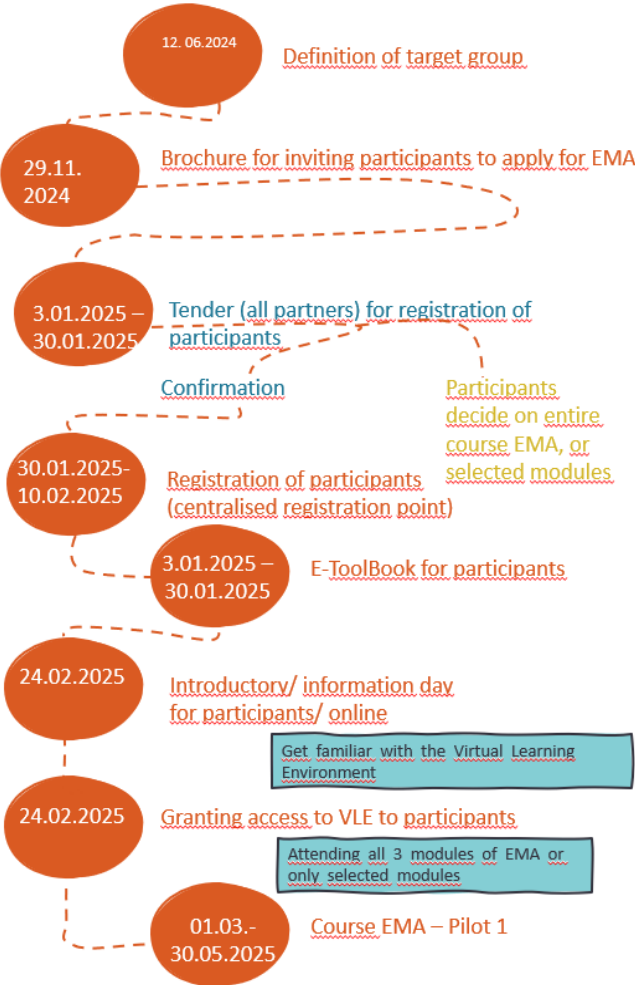 12. 06.2024
Definition of target group
29.11.
2024
Brochure for inviting participants to apply for EMA
3.01.2025 –
30.01.2025
Tender (all partners) for registration of
participants
Confirmation
Participants
decide on entire
course EMA, or
selected modules
30.01.2025-
10.02.2025
Registration of participants
(centralised registration point)
3.01.2025 –
30.01.2025
E-ToolBook for participants
24.02.2025
Introductory/ information day
for participants/ online
Get familiar with the Virtual Learning
Environment
24.02.2025
Granting access to VLE to participants
Attending all 3 modules of EMA or
only selected modules
01.03.-
30.05.2025
Course EMA – Pilot 1